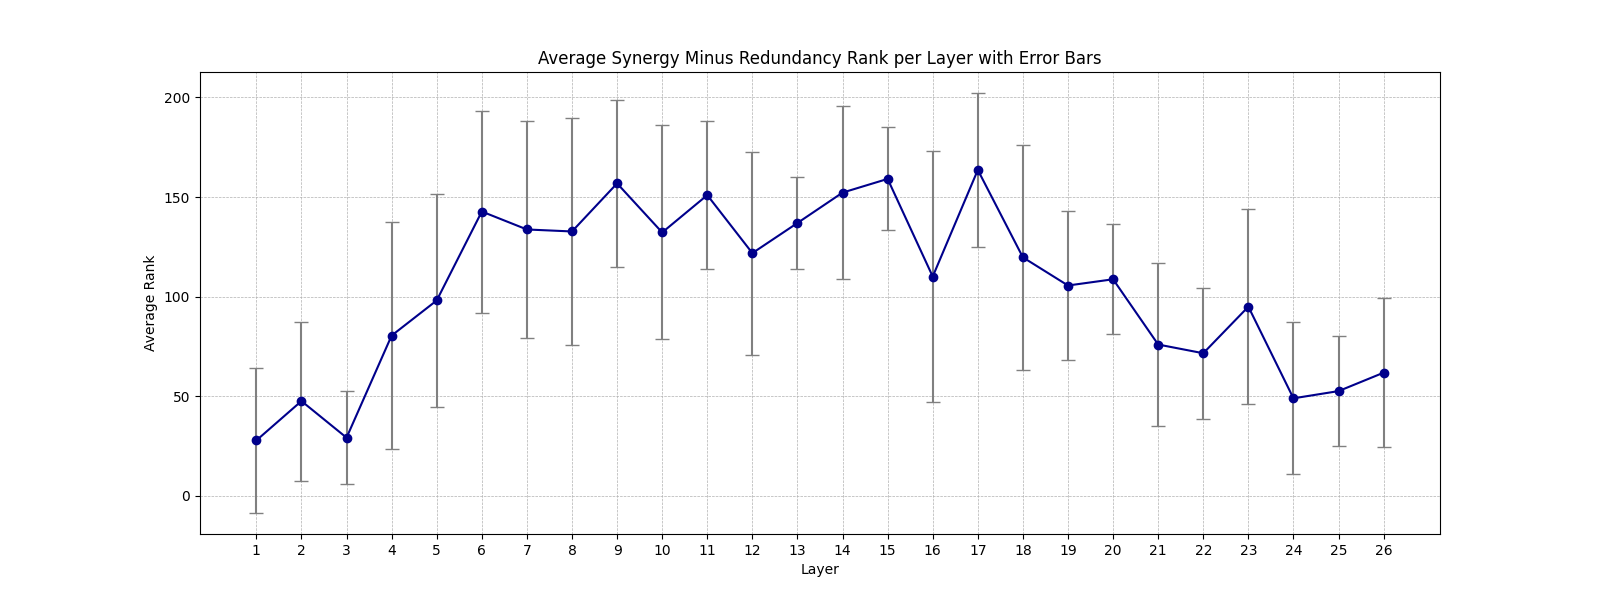 Average Synergy Minus Redundancy Rank per Layer with Error Bars
200
150
100
50
0
Average Rank
1 2 3 4 5 6 7 8 9 10 11 12 13 14 15 16 17 18 19 20 21 22 23 24 25 26
Layer